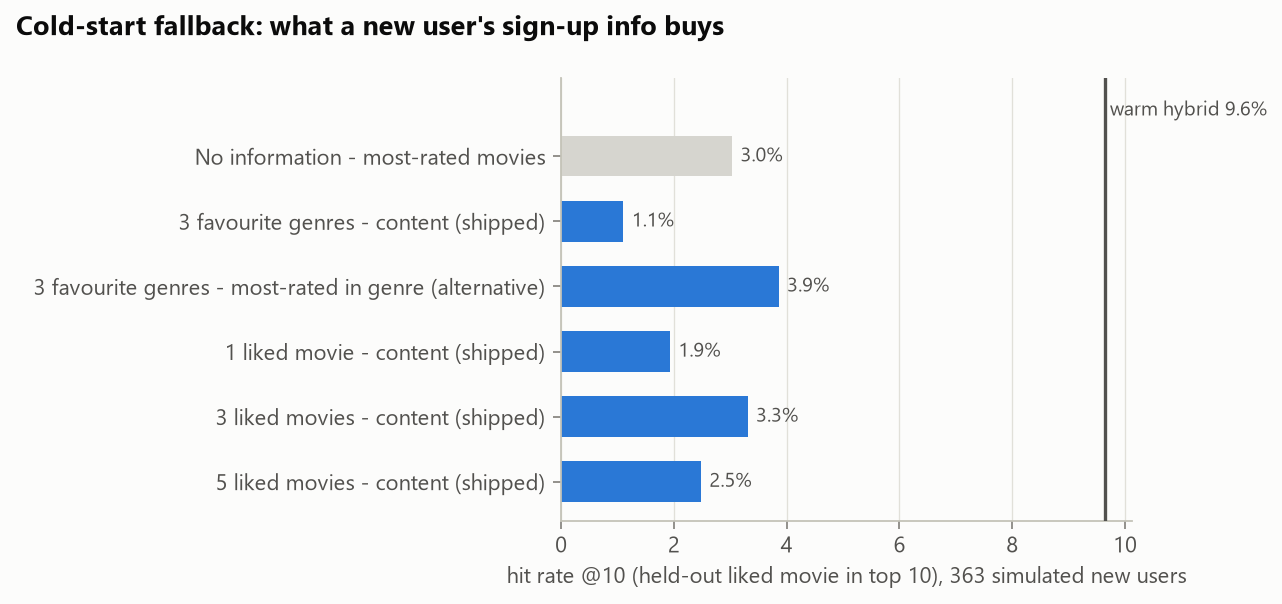 Cold-start fallback: what a new user's sign-up info buys
warm hybrid 9.6%
No information - most-rated movies 3.0%
3 favourite genres - content (shipped) 1.1%
3 favourite genres - most-rated in genre (alternative) 3.9%
1 liked movie - content (shipped) 1.9%
3 liked movies - content (shipped) 3.3%
5 liked movies - content (shipped) 2.5%
0 2 4 6 8 10
hit rate @10 (held-out liked movie in top 10), 363 simulated new users